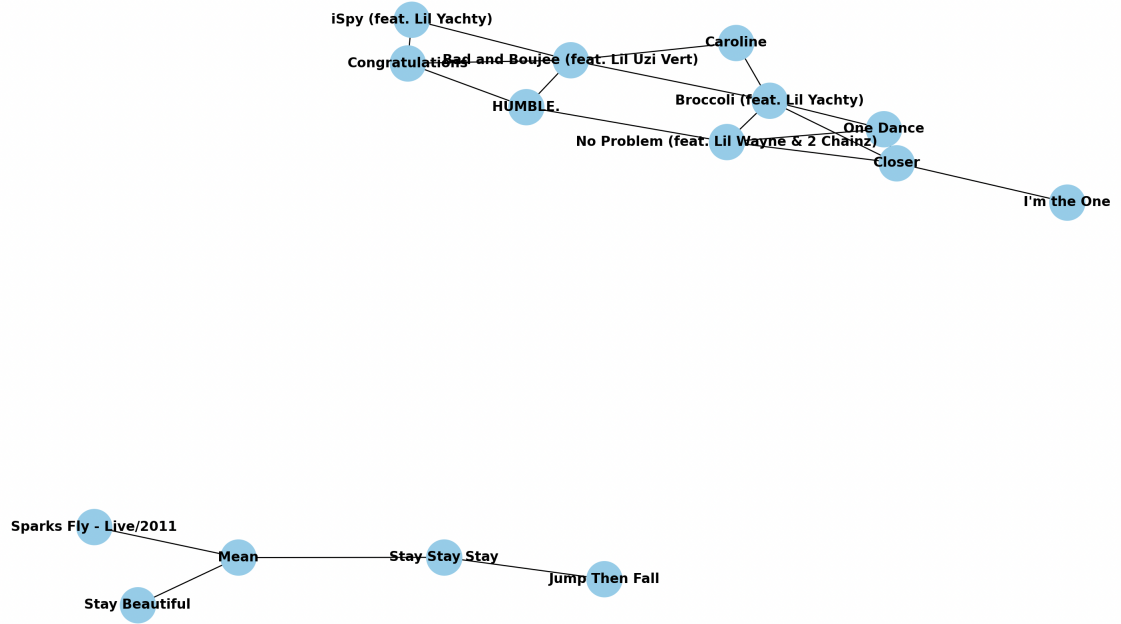 iSpy (feat. Lil Yachty)
Caroline
Congratulations
Bad and Boujee (feat. Lil Uzi Vert)
Broccoli (feat. Lil Yachty)
HUMBLE.
One Dance
No Problem (feat. Lil Wayne & 2 Chainz)
Closer
I'm the One
Sparks Fly - Live/2011
Mean
Stay Stay Stay
Jump Then Fall
Stay Beautiful